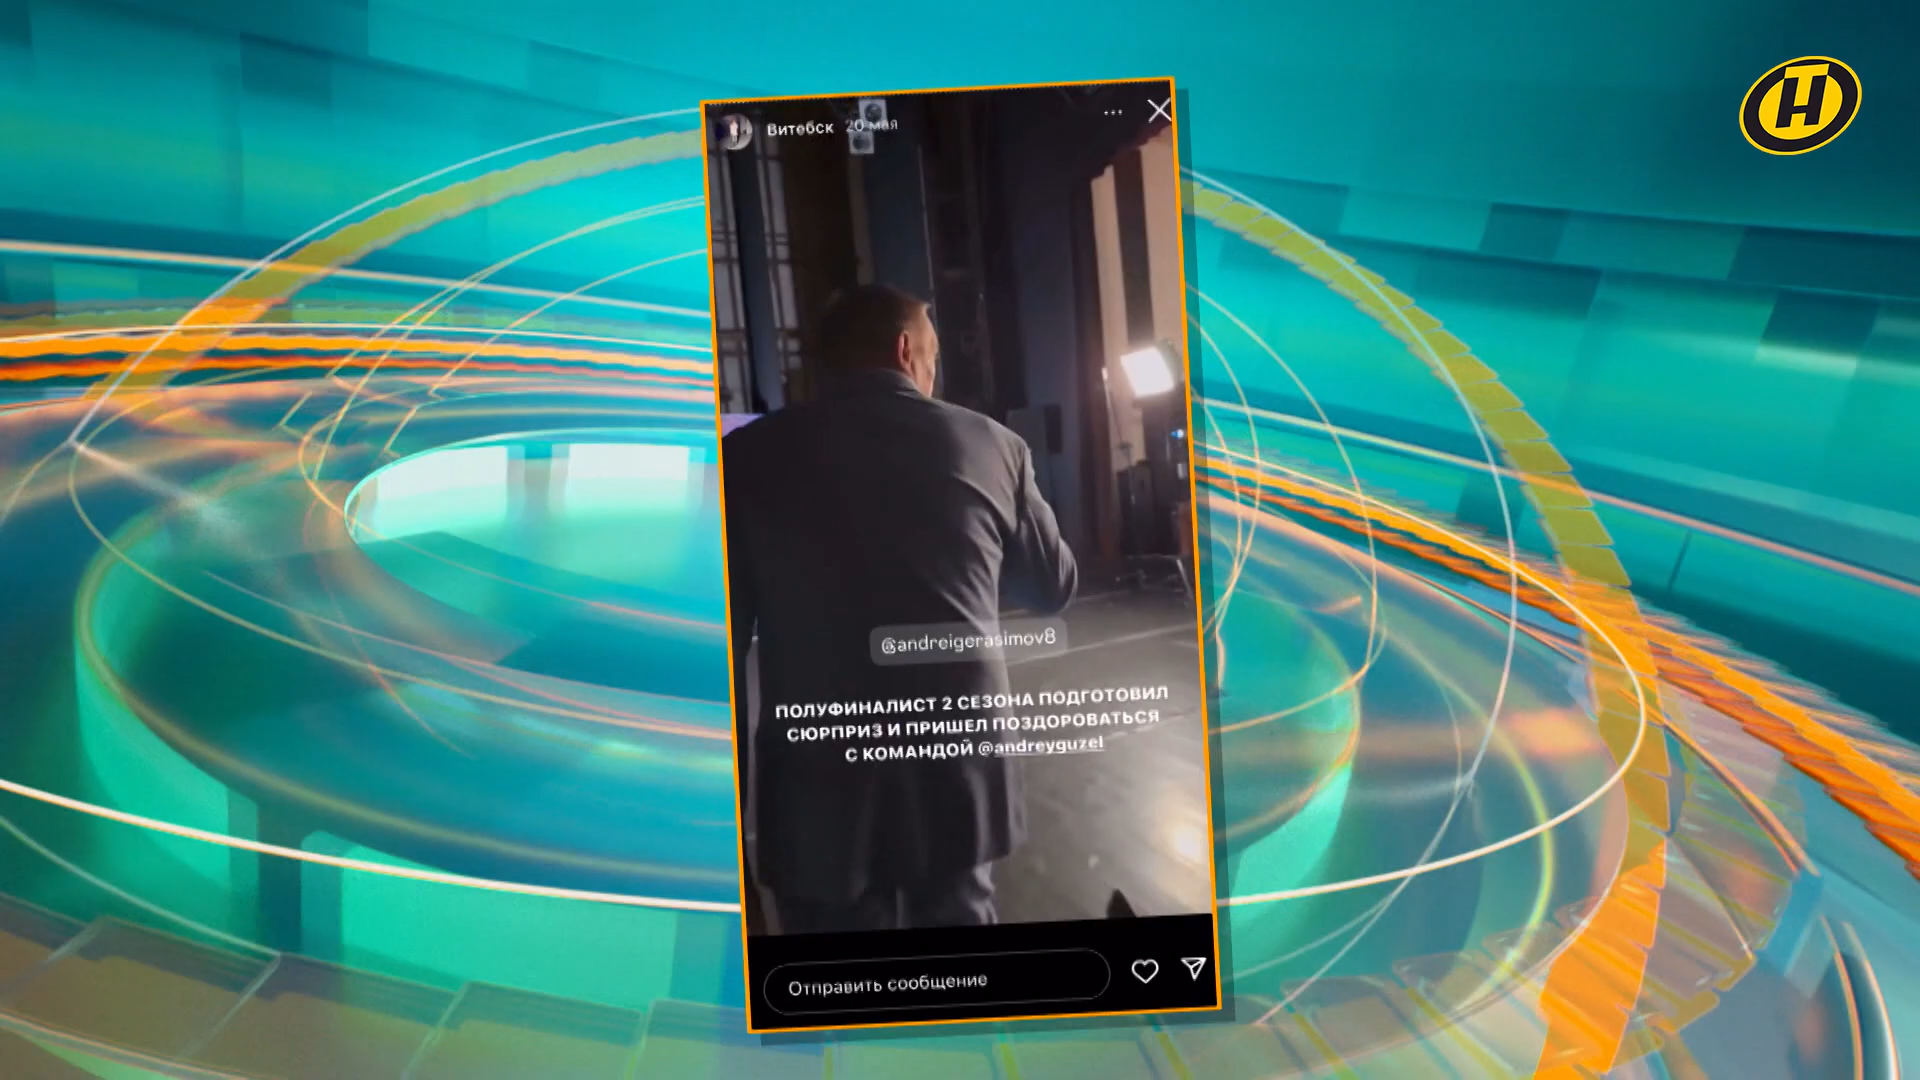 Витебск 20 мая
@andreigerasimov8
ПОЛУФИНАЛИСТ 2 СЕЗОНА ПОДГОТОВИЛ
СЮРПРИЗ И ПРИШЕЛ ПОЗДОРОВАТЬСЯ
С КОМАНДОЙ @andreyguzel
Отправить сообщение